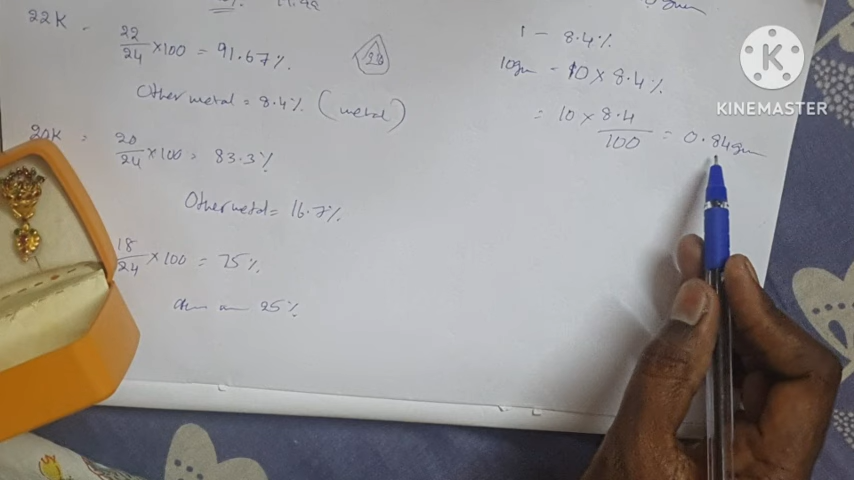 22K - 22/24 × 100 = 91.67%.
Other metal = 8.4% (metal)
20K = 20/24 × 100 = 83.3%
Other metal = 16.7%
18/24 × 100 = 75%.
25%
1 - 8.4%
10gm - 10 × 8.4%
= 10 × 8.4/100 = 0.84gm
KINEMASTER